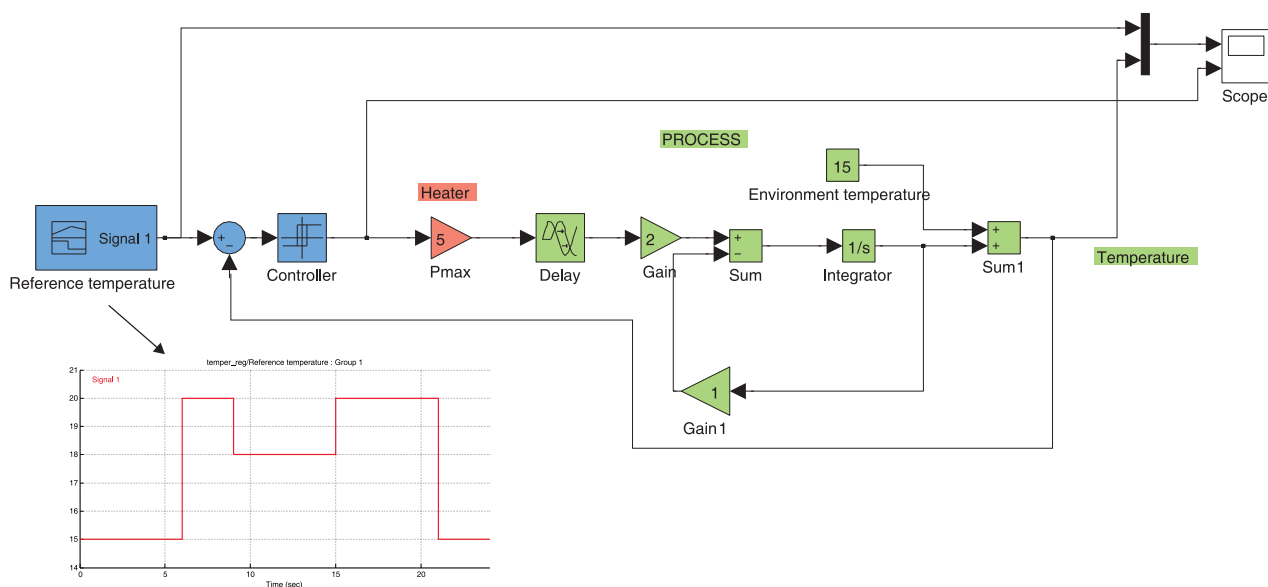 Scope
PROCESS
15
Environment temperature
Heater
Signal 1
+
−
5
2
+
−
1/s
+
+
Reference temperature
Controller
Pmax
Delay
Gain
Sum
Integrator
Sum1
Temperature
temper_reg/Reference temperature : Group 1
Signal 1
21
20
19
18
17
16
15
14
0
5
10
15
20
Time (sec)
1
Gain1